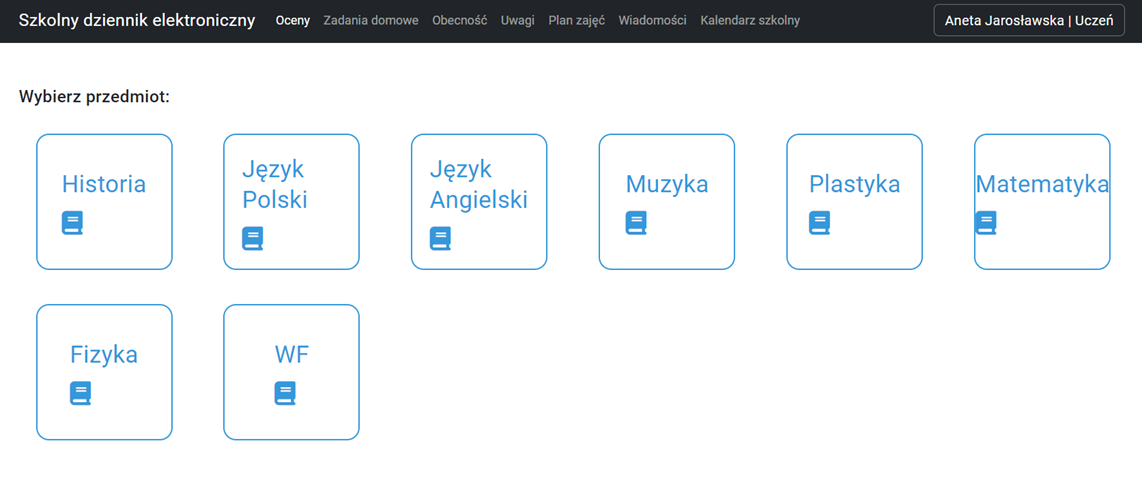 Szkolny dziennik elektroniczny Oceny Zadania domowe Obecność Uwagi Plan zajęć Wiadomości Kalendarz szkolny Aneta Jarosławska | Uczeń
Wybierz przedmiot:
Historia
Język
Polski
Język
Angielski
Muzyka
Plastyka
Matematyka
Fizyka
WF